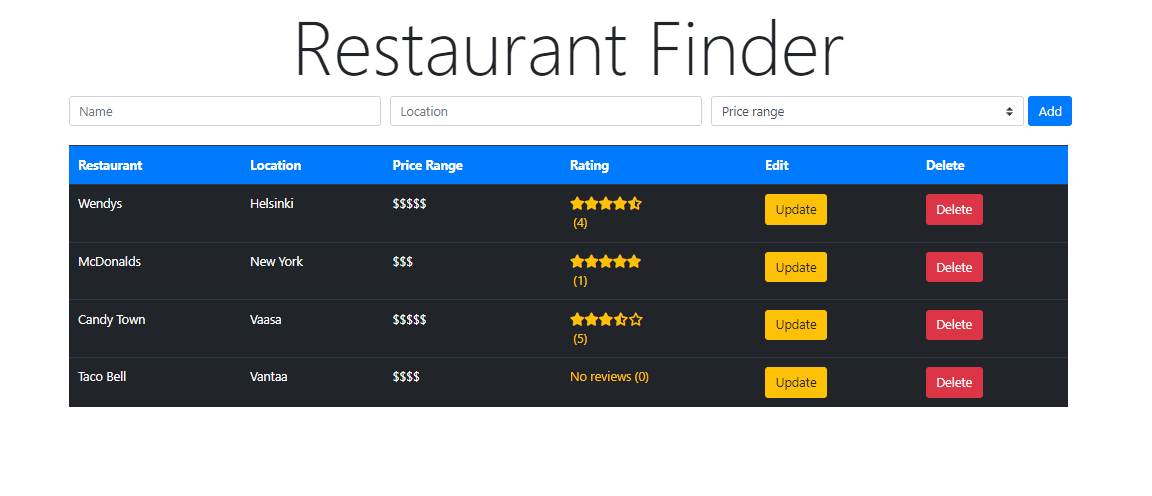 Restaurant Finder
Name Location Price range Add
Restaurant Location Price Range Rating Edit Delete
Wendys Helsinki $$$$$ Update Delete
(4)
McDonalds New York $$$ Update Delete
(1)
Candy Town Vaasa $$$$$ Update Delete
(5)
Taco Bell Vantaa $$$$ No reviews (0) Update Delete